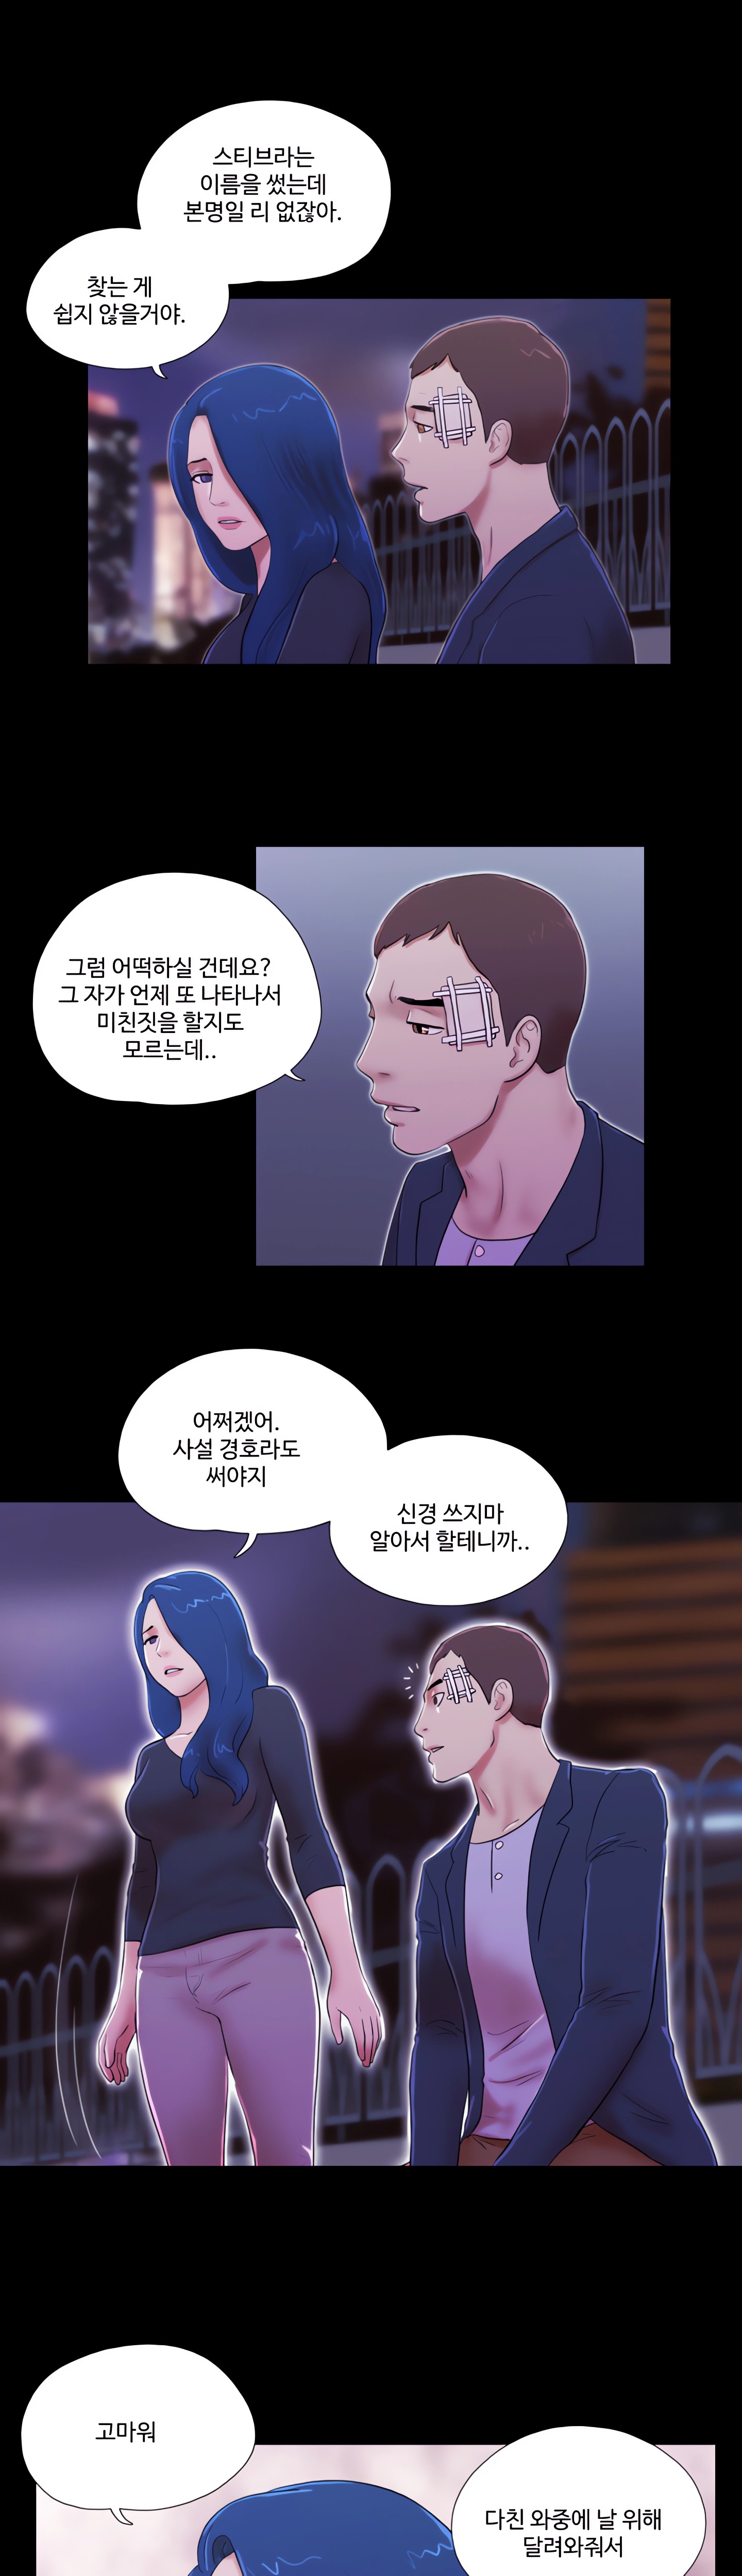 스티브라는
이름을 썼는데
본명일 리 없잖아.
찾는 게
쉽지 않을거야.
그럼 어떡하실 건데요?
그 자가 언제 또 나타나서
미친짓을 할지도
모르는데..
어쩌겠어.
사설 경호라도
써야지
신경 쓰지마
알아서 할테니까..
고마워
다친 와중에 날 위해
달려와줘서